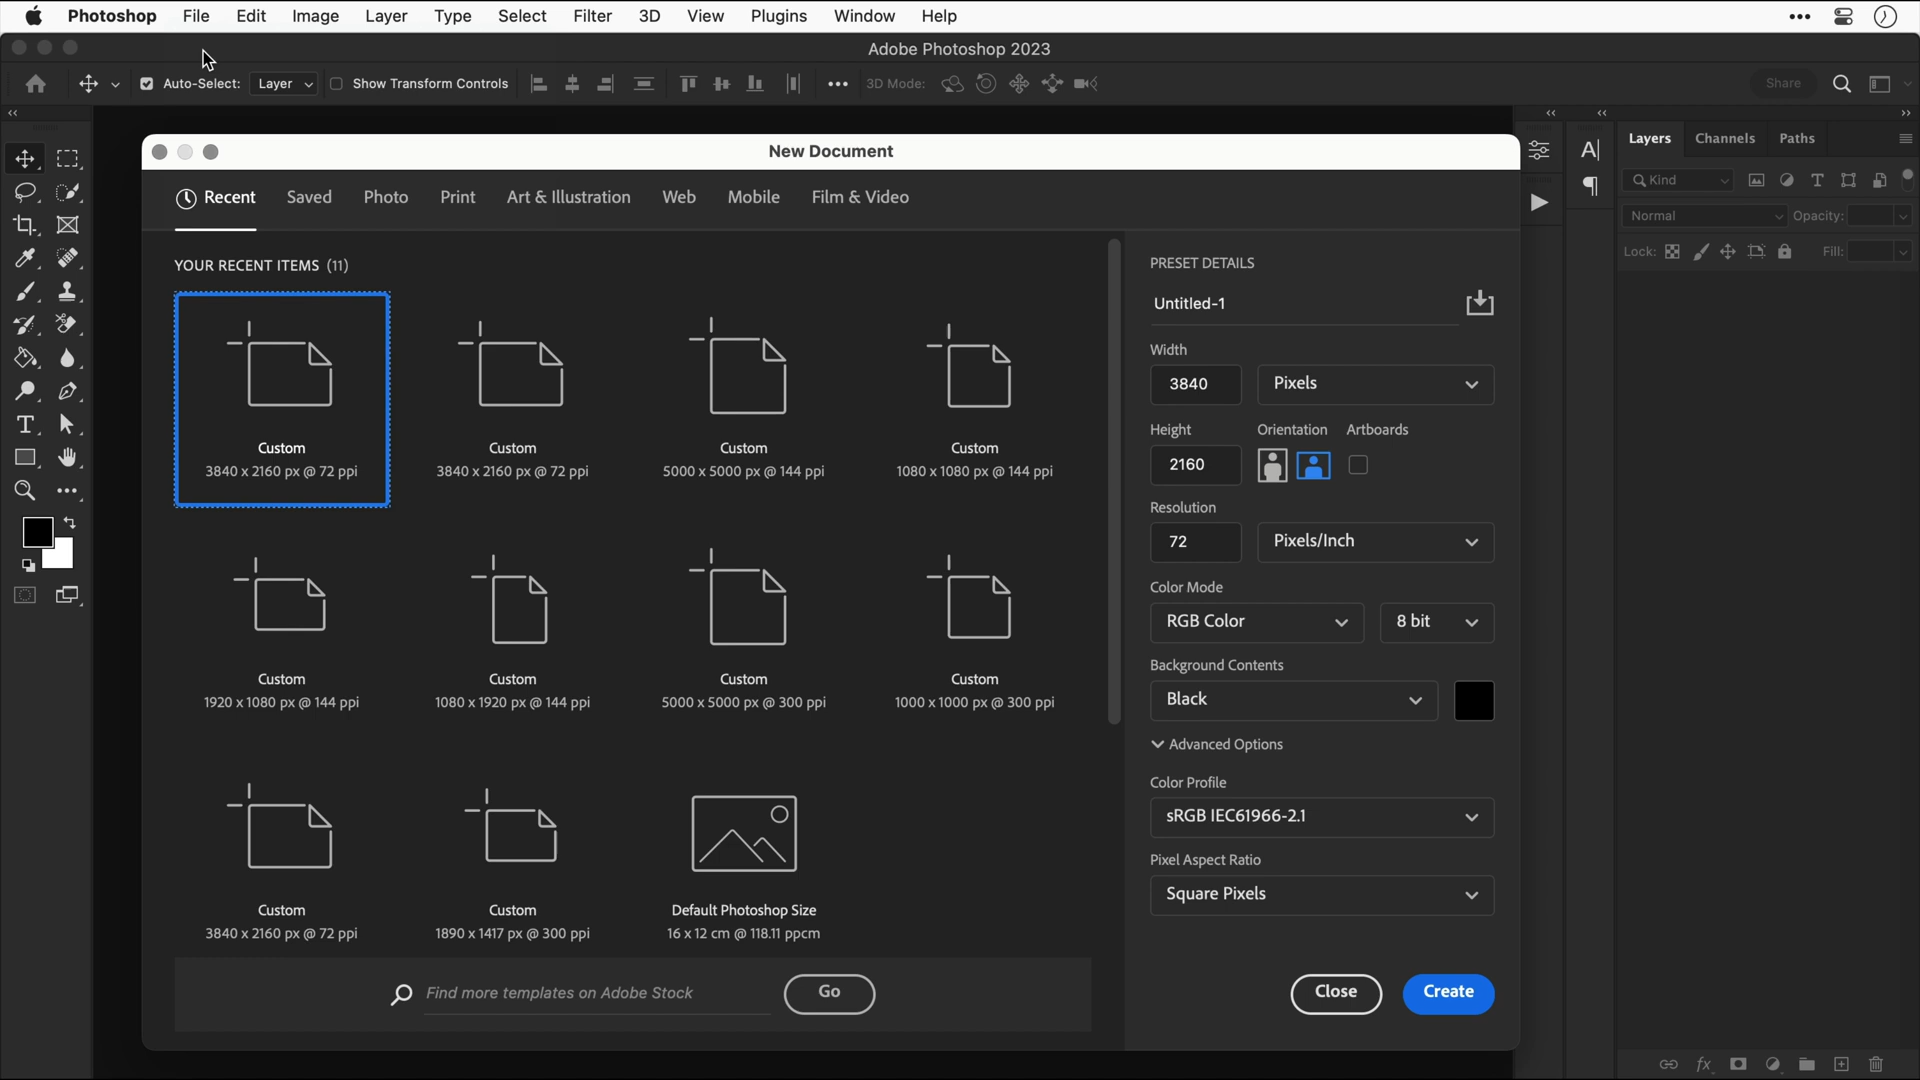 Photoshop File Edit Image Layer Type Select Filter 3D View Plugins Window Help
Adobe Photoshop 2023
Auto-Select: Layer Show Transform Controls 3D Mode: Share
New Document
Layers Channels Paths
Recent Saved Photo Print Art & Illustration Web Mobile Film & Video
Kind
Normal Opacity:
Lock: Fill:
YOUR RECENT ITEMS (11)
Custom
3840 x 2160 px @ 72 ppi
Custom
3840 x 2160 px @ 72 ppi
Custom
5000 x 5000 px @ 144 ppi
Custom
1080 x 1080 px @ 144 ppi
Custom
1920 x 1080 px @ 144 ppi
Custom
1080 x 1920 px @ 144 ppi
Custom
5000 x 5000 px @ 300 ppi
Custom
1000 x 1000 px @ 300 ppi
Custom
3840 x 2160 px @ 72 ppi
Custom
1890 x 1417 px @ 300 ppi
Default Photoshop Size
16 x 12 cm @ 118.11 ppcm
Find more templates on Adobe Stock Go
PRESET DETAILS
Untitled-1
Width
3840 Pixels
Height Orientation Artboards
2160
Resolution
72 Pixels/Inch
Color Mode
RGB Color 8 bit
Background Contents
Black
Advanced Options
Color Profile
sRGB IEC61966-2.1
Pixel Aspect Ratio
Square Pixels
Close Create
fx